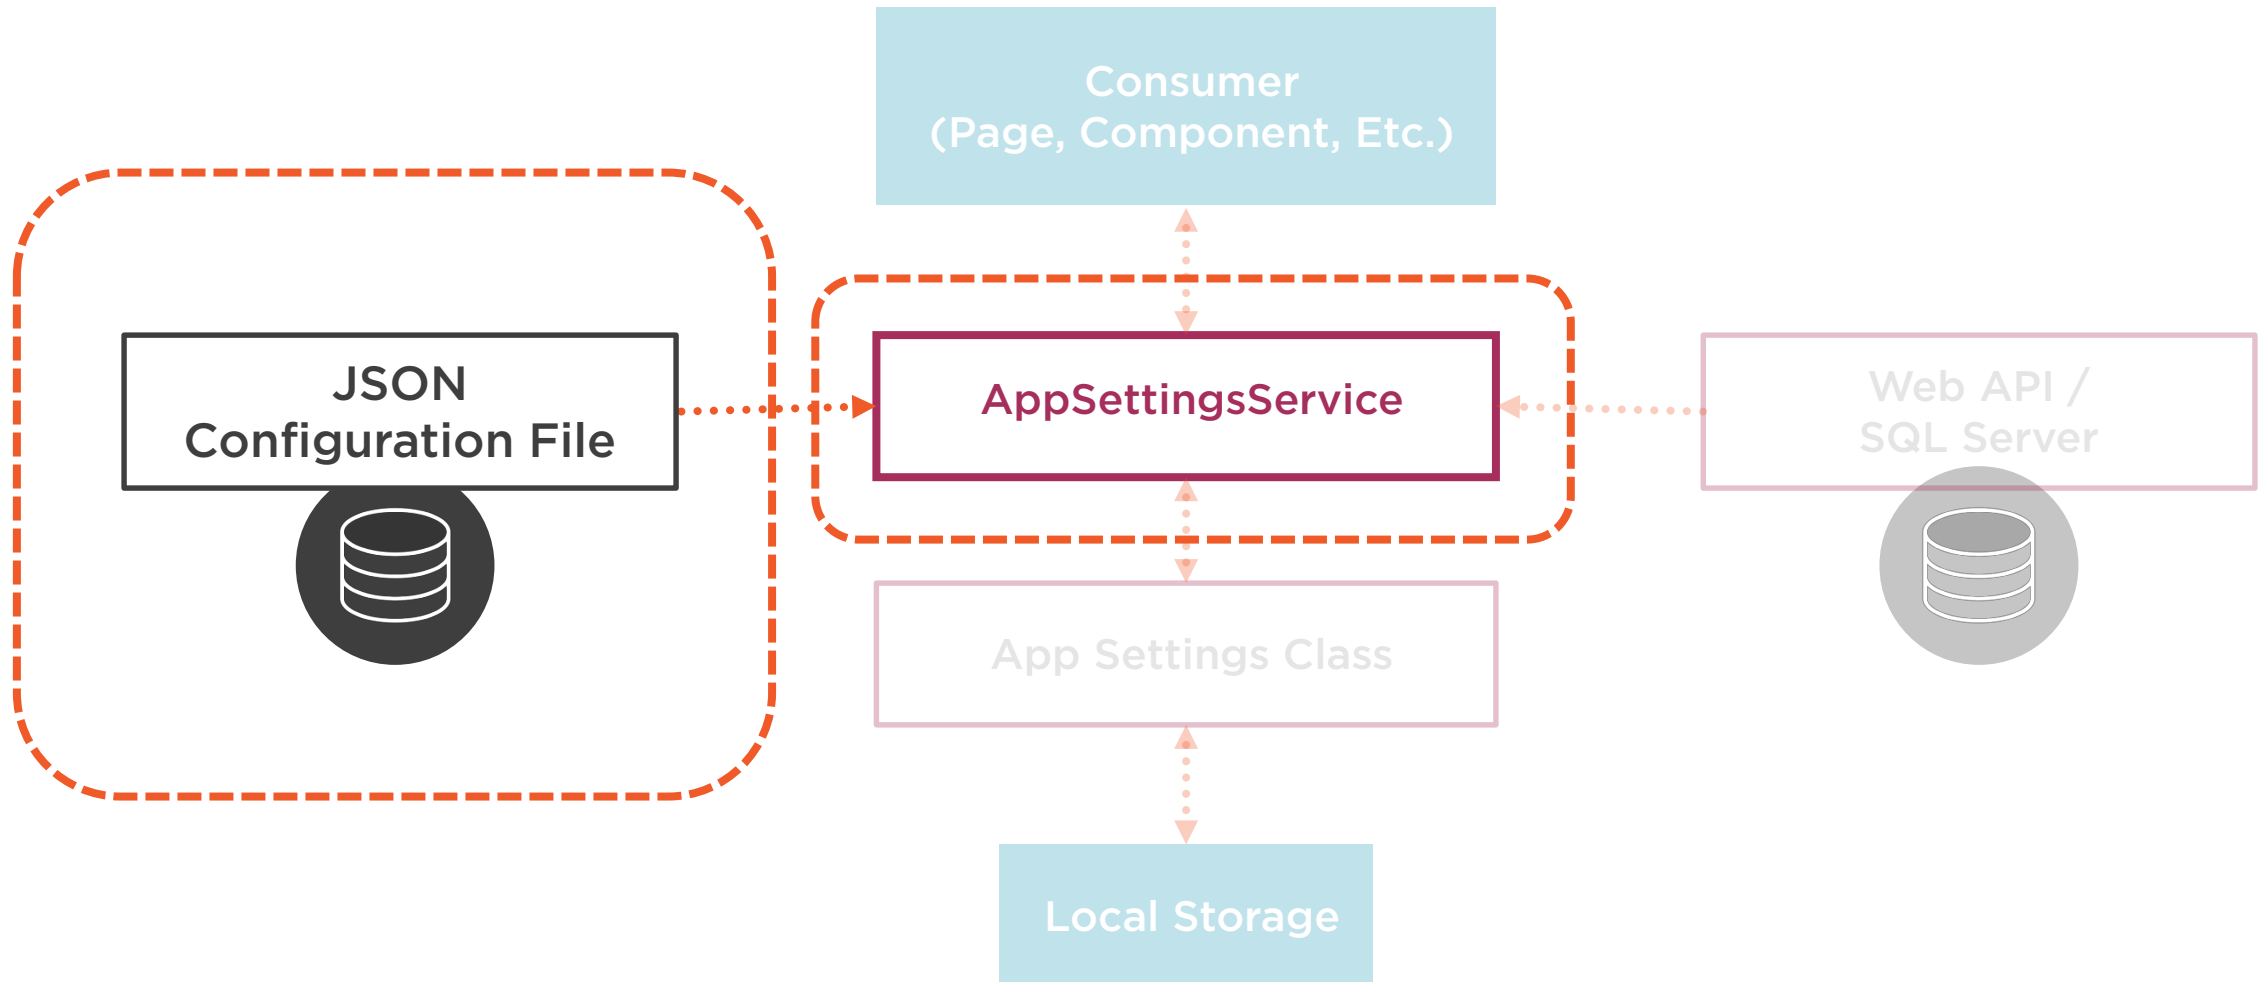 Consumer
(Page, Component, Etc.)
JSON
Configuration File
AppSettingsService
Web API /
SQL Server
App Settings Class
Local Storage